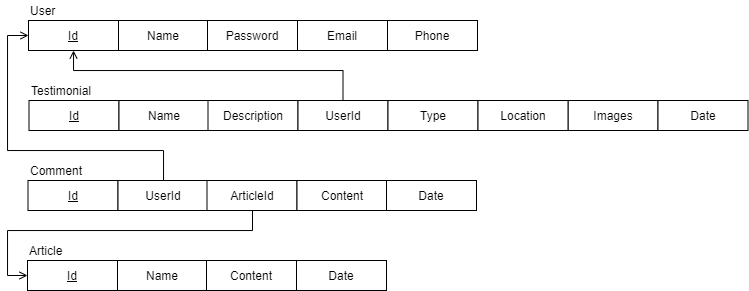 User
Id Name Password Email Phone
Testimonial
Id Name Description UserId Type Location Images Date
Comment
Id UserId ArticleId Content Date
Article
Id Name Content Date